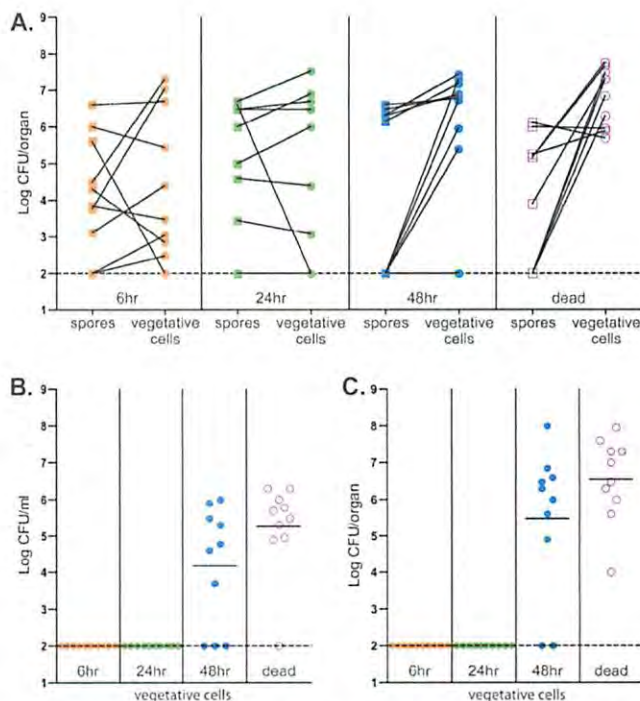 A.
Log CFU/organ
9
8
7
6
5
4
3
2
1
6hr 24hr 48hr dead
spores vegetative cells spores vegetative cells spores vegetative cells spores vegetative cells
B.
Log CFU/ml
9
8
7
6
5
4
3
2
1
6hr 24hr 48hr dead
vegetative cells
C.
Log CFU/organ
9
8
7
6
5
4
3
2
1
6hr 24hr 48hr dead
vegetative cells